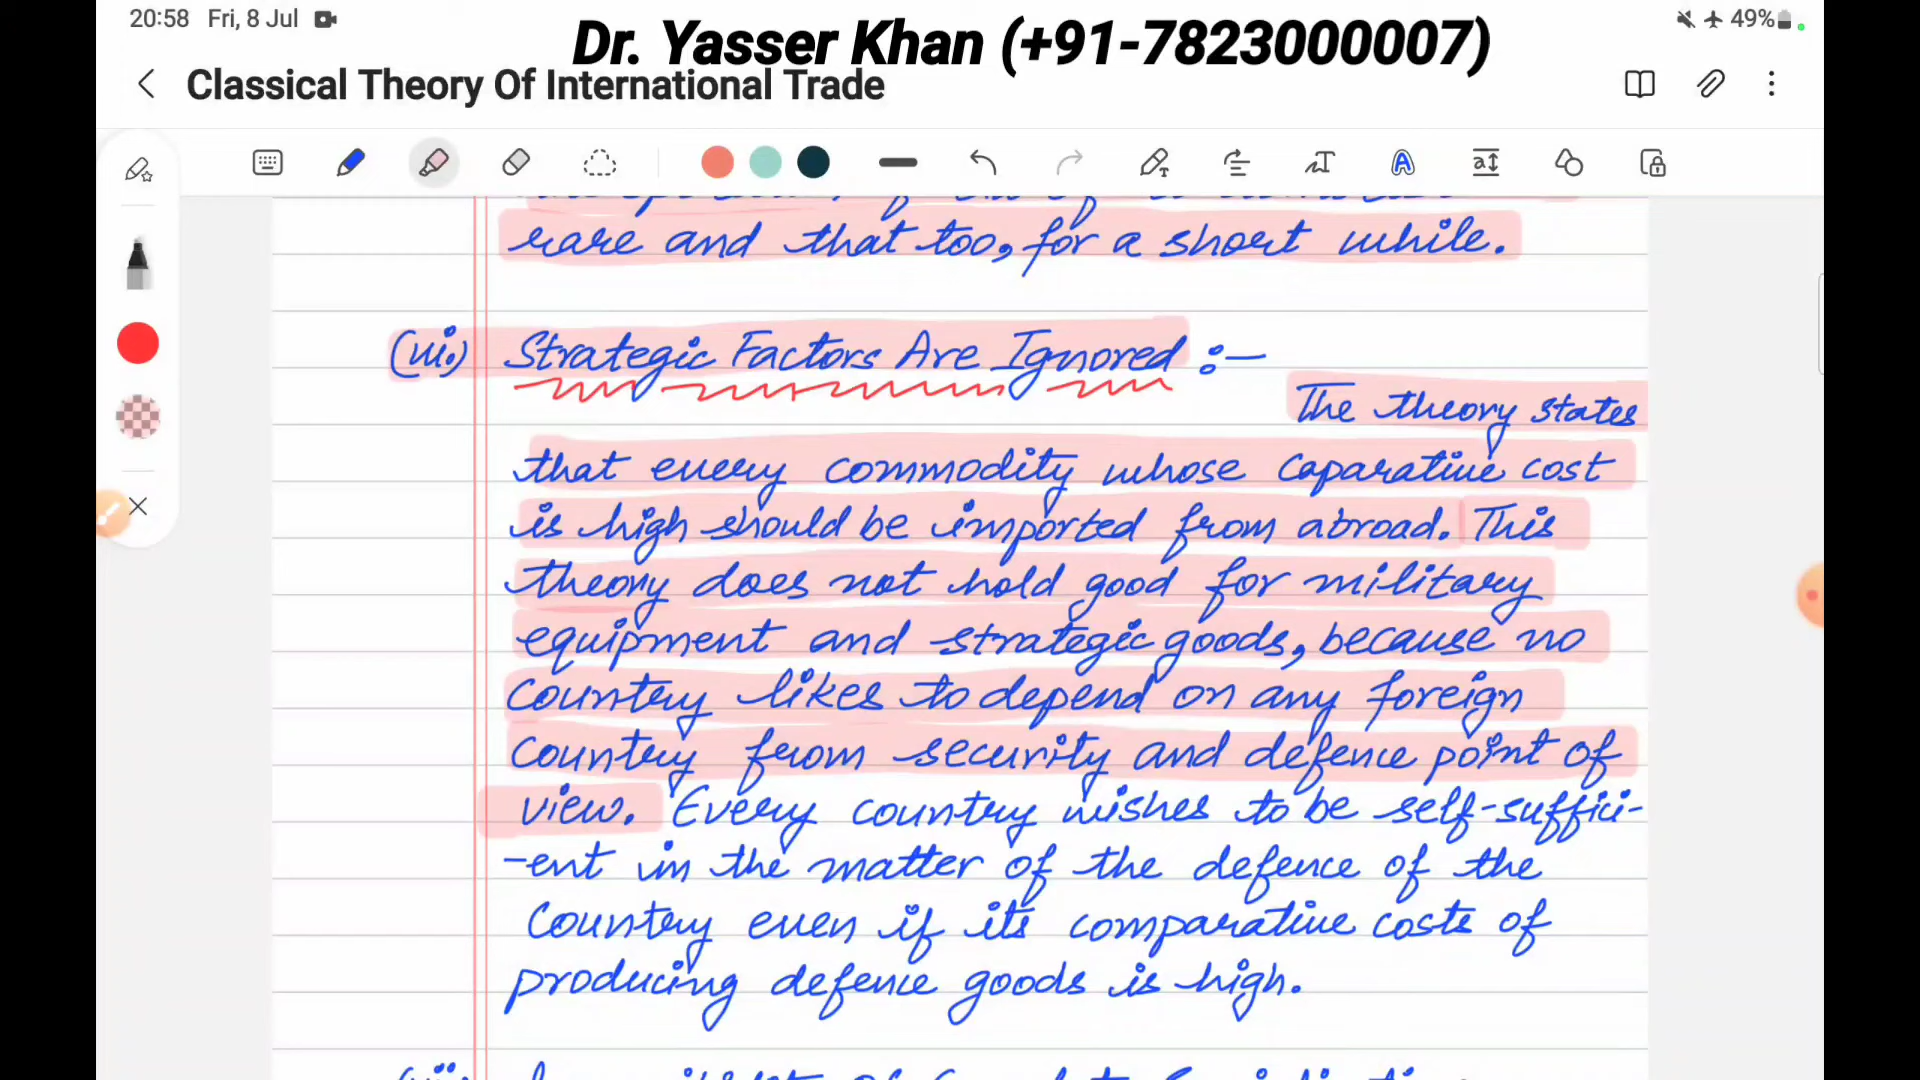 20:58 Fri, 8 Jul 49%
Dr. Yasser Khan (+91-7823000007)
Classical Theory Of International Trade
rare and that too, for a short while.
(vi.) Strategic Factors Are Ignored :-
The theory states
that every commodity whose caparative cost
is high should be imported from abroad. This
theory does not hold good for military
equipment and strategic goods, because no
Country likes to depend on any foreign
Country from security and defence point of
view. Every country wishes to be self-suffici-
-ent in the matter of the defence of the
Country even if its comparative costs of
producing defence goods is high.